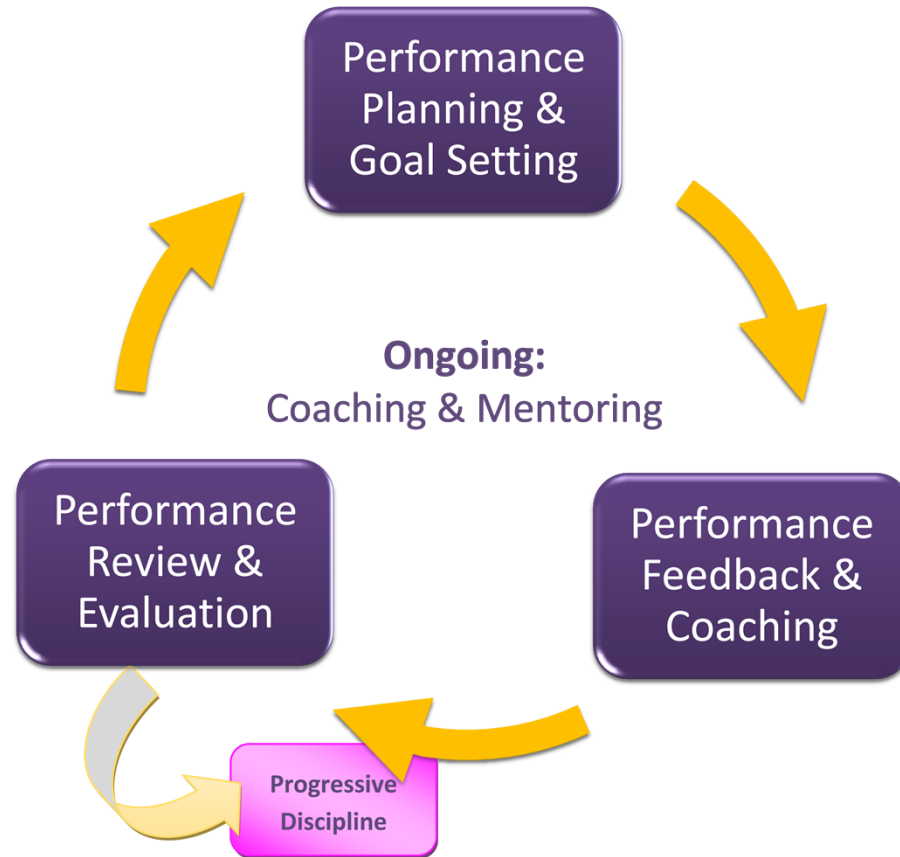 Performance
Planning &
Goal Setting
Ongoing:
Coaching & Mentoring
Performance
Feedback &
Coaching
Performance
Review &
Evaluation
Progressive
Discipline